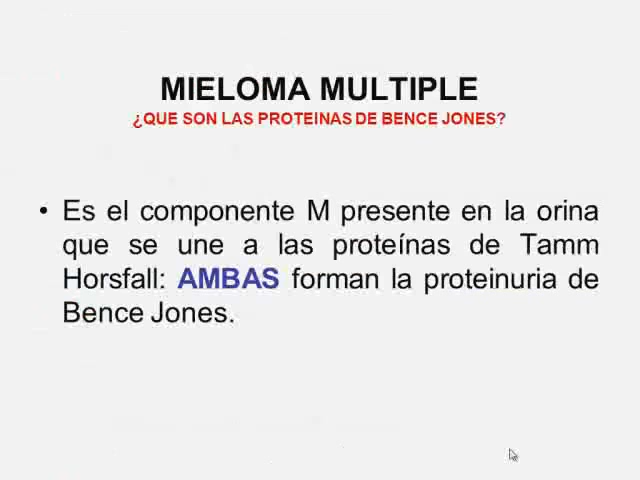 MIELOMA MULTIPLE
¿QUE SON LAS PROTEINAS DE BENCE JONES?
• Es el componente M presente en la orina
que se une a las proteínas de Tamm
Horsfall: AMBAS forman la proteinuria de
Bence Jones.